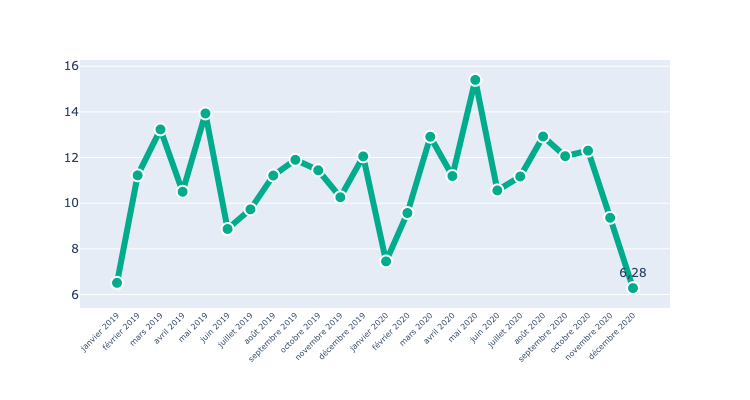 16
14
12
10
8
6
6.28
janvier 2019
février 2019
mars 2019
avril 2019
mai 2019
juin 2019
juillet 2019
août 2019
septembre 2019
octobre 2019
novembre 2019
décembre 2019
janvier 2020
février 2020
mars 2020
avril 2020
mai 2020
juin 2020
juillet 2020
août 2020
septembre 2020
octobre 2020
novembre 2020
décembre 2020